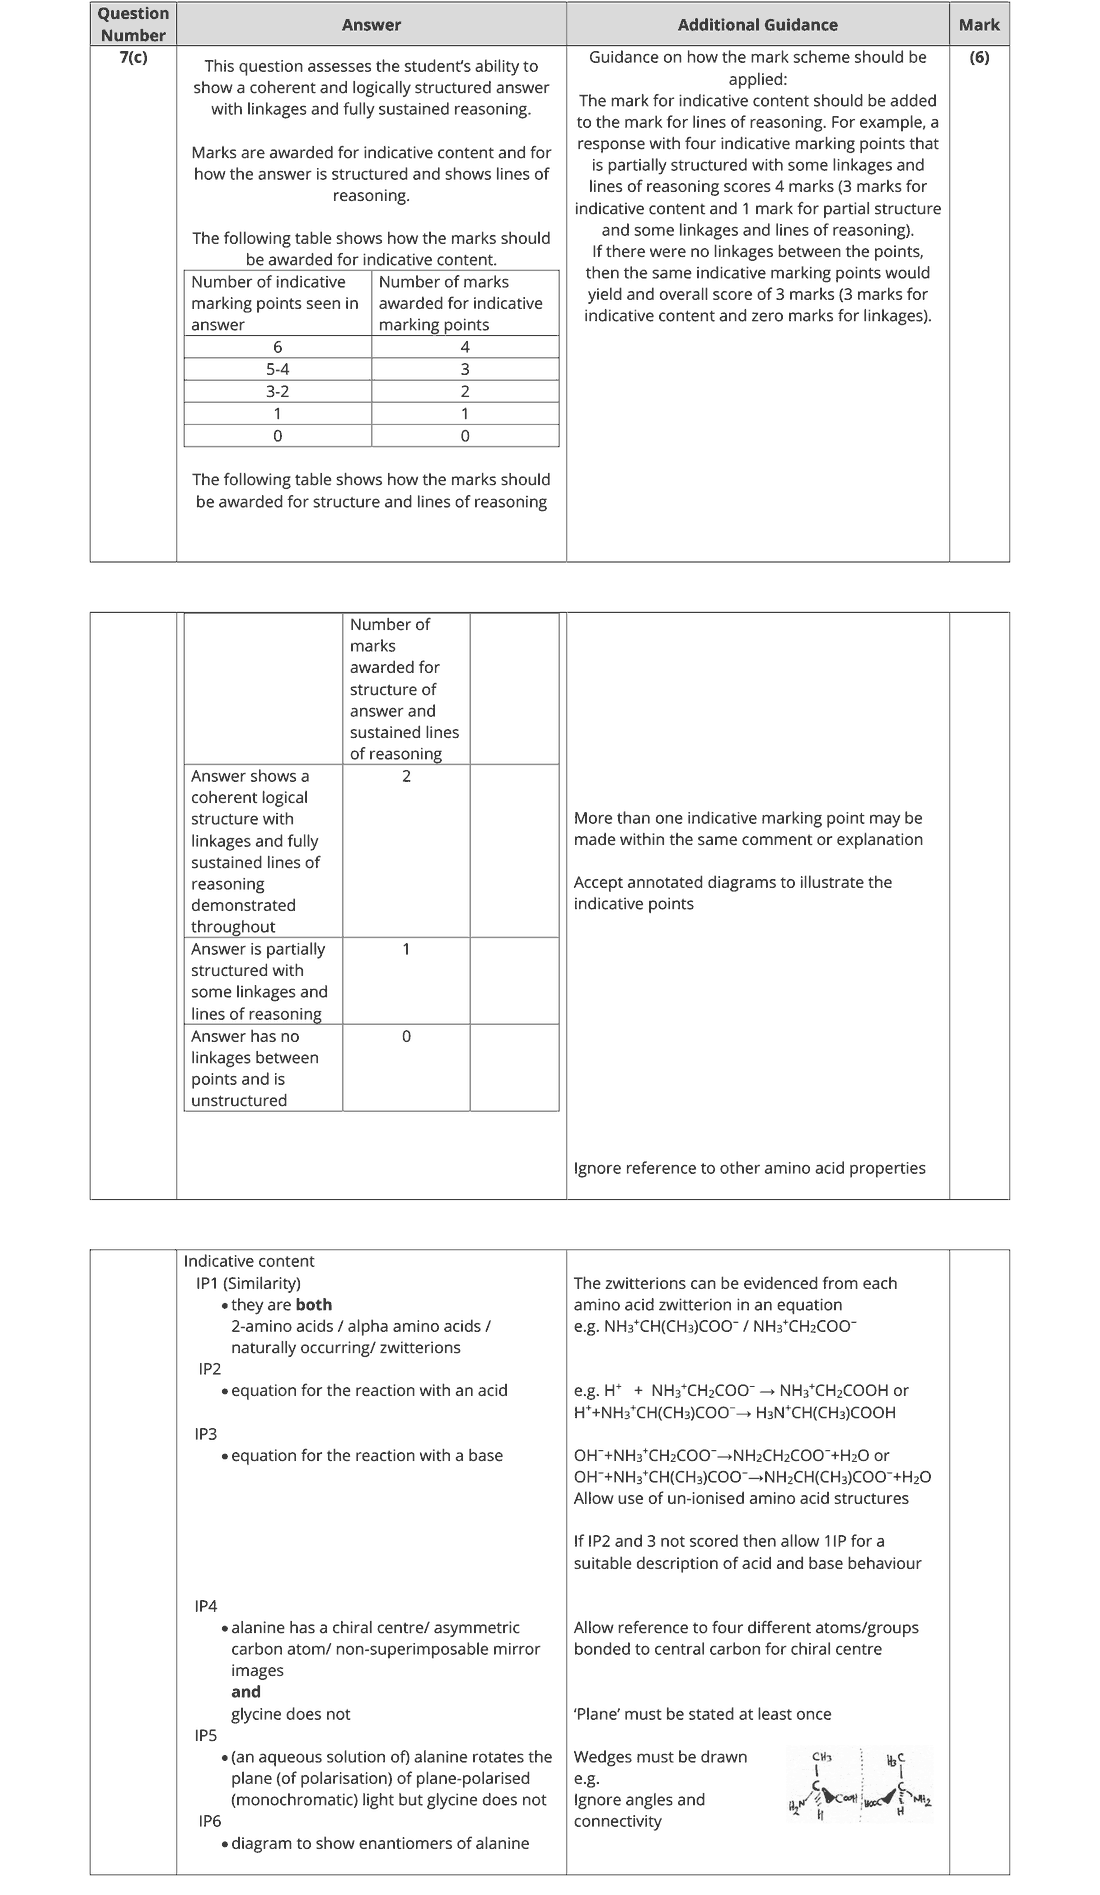 Question
Number
Answer
Additional Guidance
Mark
7(c)
This question assesses the student’s ability to
show a coherent and logically structured answer
with linkages and fully sustained reasoning.
Marks are awarded for indicative content and for
how the answer is structured and shows lines of
reasoning.
The following table shows how the marks should
be awarded for indicative content.
Number of indicative
marking points seen in
answer
Number of marks
awarded for indicative
marking points
6
4
5-4
3
3-2
2
1
1
0
0
The following table shows how the marks should
be awarded for structure and lines of reasoning
Guidance on how the mark scheme should be
applied:
The mark for indicative content should be added
to the mark for lines of reasoning. For example, a
response with four indicative marking points that
is partially structured with some linkages and
lines of reasoning scores 4 marks (3 marks for
indicative content and 1 mark for partial structure
and some linkages and lines of reasoning).
If there were no linkages between the points,
then the same indicative marking points would
yield and overall score of 3 marks (3 marks for
indicative content and zero marks for linkages).
(6)
Number of
marks
awarded for
structure of
answer and
sustained lines
of reasoning
Answer shows a
coherent logical
structure with
linkages and fully
sustained lines of
reasoning
demonstrated
throughout
2
Answer is partially
structured with
some linkages and
lines of reasoning
1
Answer has no
linkages between
points and is
unstructured
0
More than one indicative marking point may be
made within the same comment or explanation
Accept annotated diagrams to illustrate the
indicative points
Ignore reference to other amino acid properties
Indicative content
IP1 (Similarity)
• they are both
2-amino acids / alpha amino acids /
naturally occurring/ zwitterions
IP2
• equation for the reaction with an acid
IP3
• equation for the reaction with a base
IP4
• alanine has a chiral centre/ asymmetric
carbon atom/ non-superimposable mirror
images
and
glycine does not
IP5
• (an aqueous solution of) alanine rotates the
plane (of polarisation) of plane-polarised
(monochromatic) light but glycine does not
IP6
• diagram to show enantiomers of alanine
The zwitterions can be evidenced from each
amino acid zwitterion in an equation
e.g. NH₃⁺CH(CH₃)COO⁻ / NH₃⁺CH₂COO⁻
e.g. H⁺ + NH₃⁺CH₂COO⁻ → NH₃⁺CH₂COOH or
H⁺+NH₃⁺CH(CH₃)COO⁻→ H₃N⁺CH(CH₃)COOH
OH⁻+NH₃⁺CH₂COO⁻→NH₂CH₂COO⁻+H₂O or
OH⁻+NH₃⁺CH(CH₃)COO⁻→NH₂CH(CH₃)COO⁻+H₂O
Allow use of un-ionised amino acid structures
If IP2 and 3 not scored then allow 1IP for a
suitable description of acid and base behaviour
Allow reference to four different atoms/groups
bonded to central carbon for chiral centre
‘Plane’ must be stated at least once
Wedges must be drawn
e.g.
Ignore angles and
connectivity
CH₃ H₃C
C C
H₂N COOH HOOC NH₂
H H